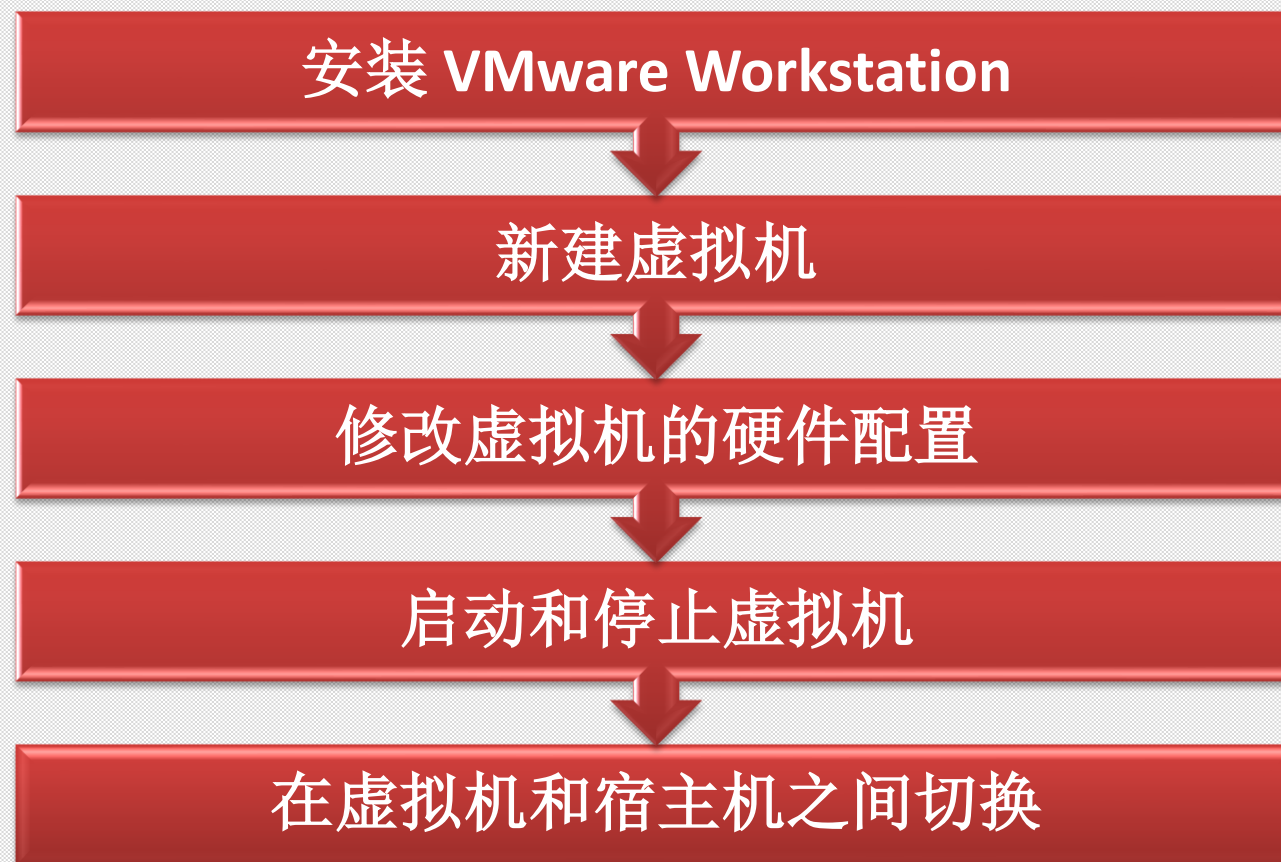 安装 VMware Workstation
新建虚拟机
修改虚拟机的硬件配置
启动和停止虚拟机
在虚拟机和宿主机之间切换